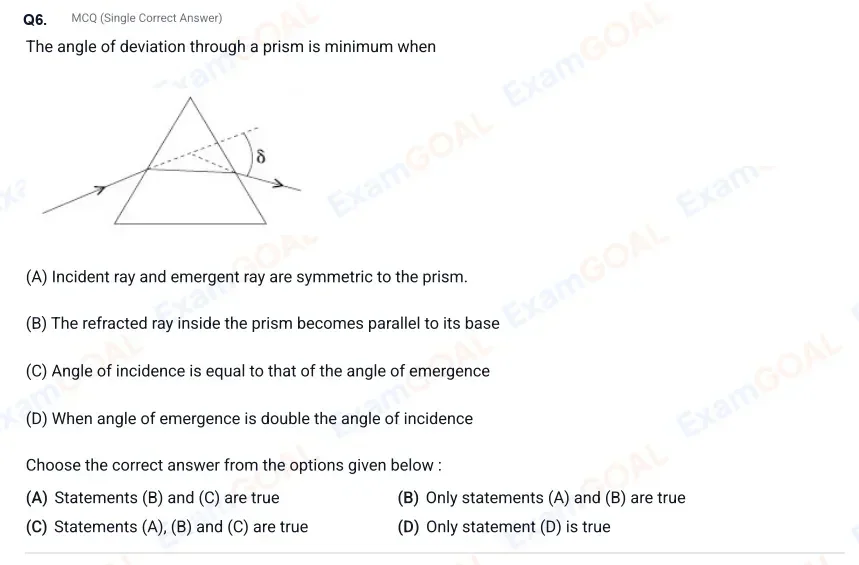 Q6. MCQ (Single Correct Answer)
The angle of deviation through a prism is minimum when
δ
(A) Incident ray and emergent ray are symmetric to the prism.
(B) The refracted ray inside the prism becomes parallel to its base
(C) Angle of incidence is equal to that of the angle of emergence
(D) When angle of emergence is double the angle of incidence
Choose the correct answer from the options given below :
(A) Statements (B) and (C) are true (B) Only statements (A) and (B) are true
(C) Statements (A), (B) and (C) are true (D) Only statement (D) is true
ExamGOAL